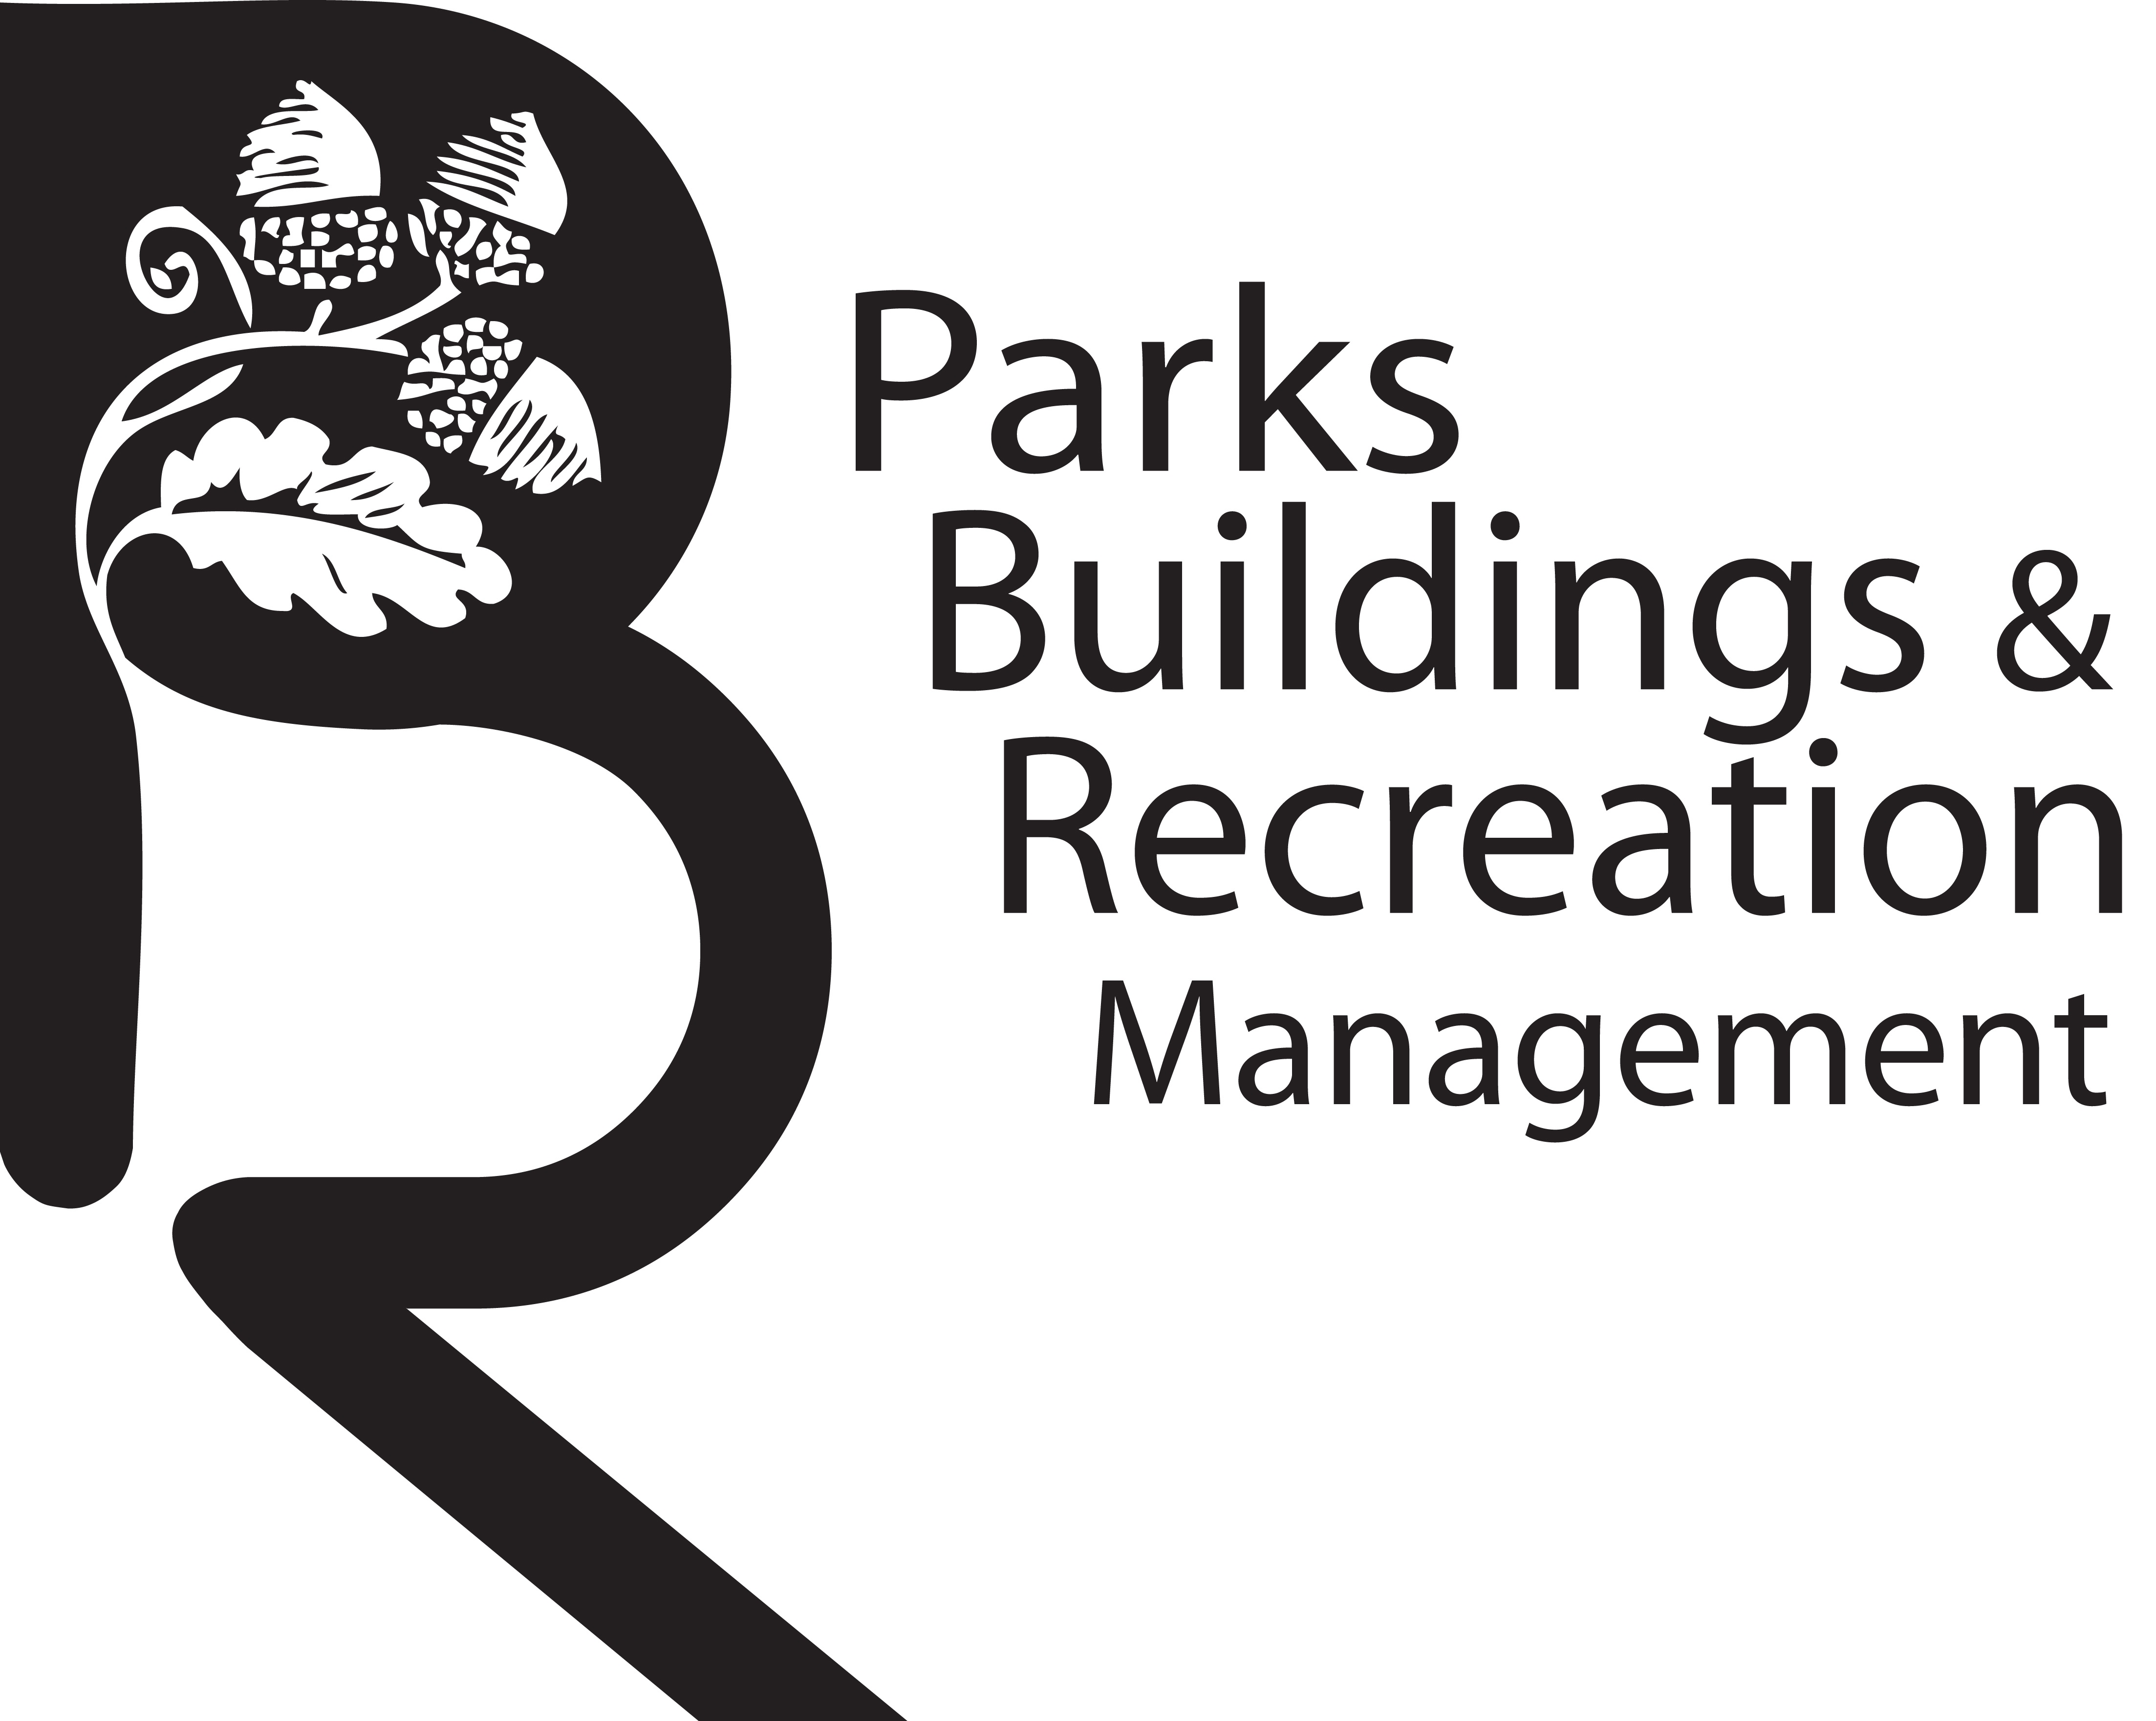 Parks
Buildings &
Recreation
Management